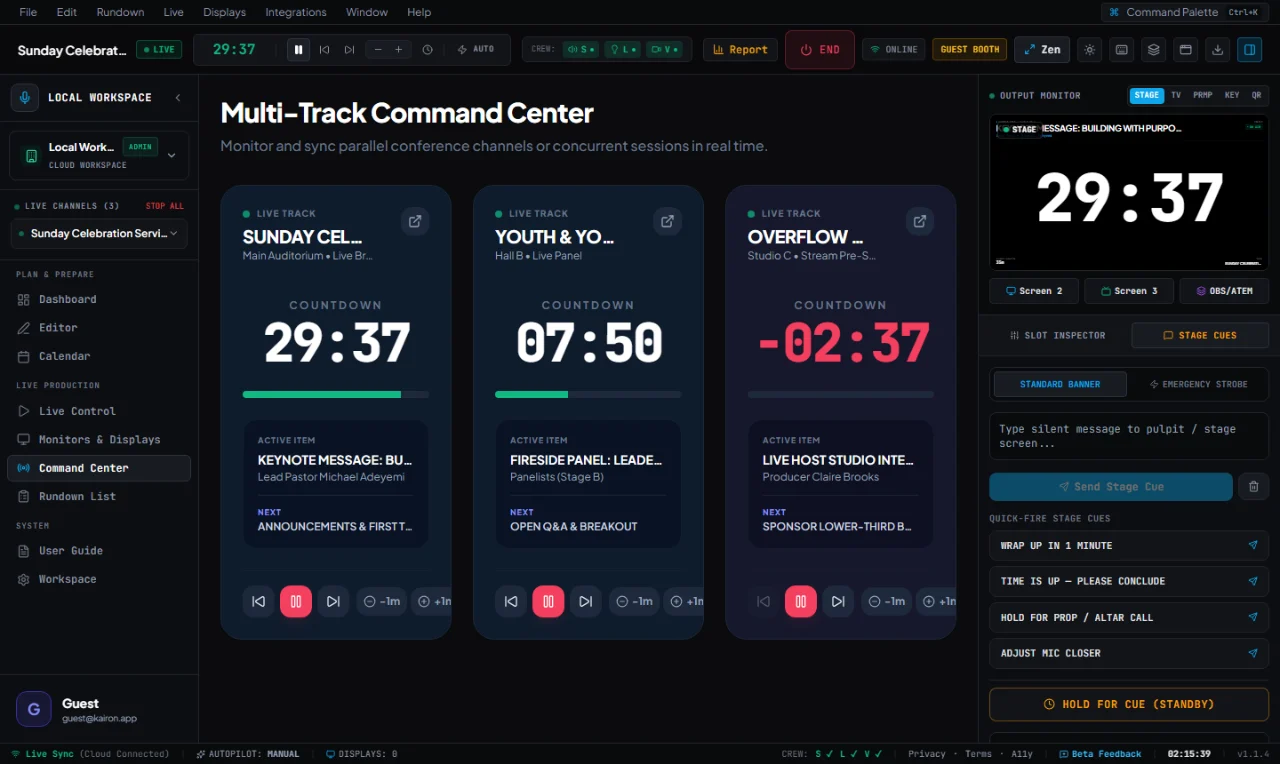 File Edit Rundown Live Displays Integrations Window Help
Command Palette Ctrl+K
Sunday Celebrat... LIVE 29:37 AUTO CREW: S L V Report END ONLINE GUEST BOOTH Zen
LOCAL WORKSPACE
Local Work... ADMIN
CLOUD WORKSPACE
LIVE CHANNELS (3) STOP ALL
Sunday Celebration Servi...
PLAN & PREPARE
Dashboard
Editor
Calendar
LIVE PRODUCTION
Live Control
Monitors & Displays
Command Center
Rundown List
SYSTEM
User Guide
Workspace
G
Guest
guest@kairon.app
Multi-Track Command Center
Monitor and sync parallel conference channels or concurrent sessions in real time.
LIVE TRACK
SUNDAY CEL...
Main Auditorium • Live Br...
COUNTDOWN
29:37
ACTIVE ITEM
KEYNOTE MESSAGE: BU...
Lead Pastor Michael Adeyemi
NEXT
ANNOUNCEMENTS & FIRST T...
-1m +1m
LIVE TRACK
YOUTH & YO...
Hall B • Live Panel
COUNTDOWN
07:50
ACTIVE ITEM
FIRESIDE PANEL: LEADE...
Panelists (Stage B)
NEXT
OPEN Q&A & BREAKOUT
-1m +1m
LIVE TRACK
OVERFLOW ...
Studio C • Stream Pre-S...
COUNTDOWN
-02:37
ACTIVE ITEM
LIVE HOST STUDIO INTE...
Producer Claire Brooks
NEXT
SPONSOR LOWER-THIRD B...
-1m +1m
OUTPUT MONITOR STAGE TV PRMP KEY QR
STAGE ESSAGE: BUILDING WITH PURPO...
29:37
Screen 2 Screen 3 OBS/ATEM
SLOT INSPECTOR STAGE CUES
STANDARD BANNER EMERGENCY STROBE
Type silent message to pulpit / stage
screen...
Send Stage Cue
QUICK-FIRE STAGE CUES
WRAP UP IN 1 MINUTE
TIME IS UP — PLEASE CONCLUDE
HOLD FOR PROP / ALTAR CALL
ADJUST MIC CLOSER
HOLD FOR CUE (STANDBY)
Live Sync (Cloud Connected) AUTOPILOT: MANUAL DISPLAYS: 0 CREW: S ✓ L ✓ V ✓ Privacy · Terms · A11y Beta Feedback 02:15:39 v1.1.4